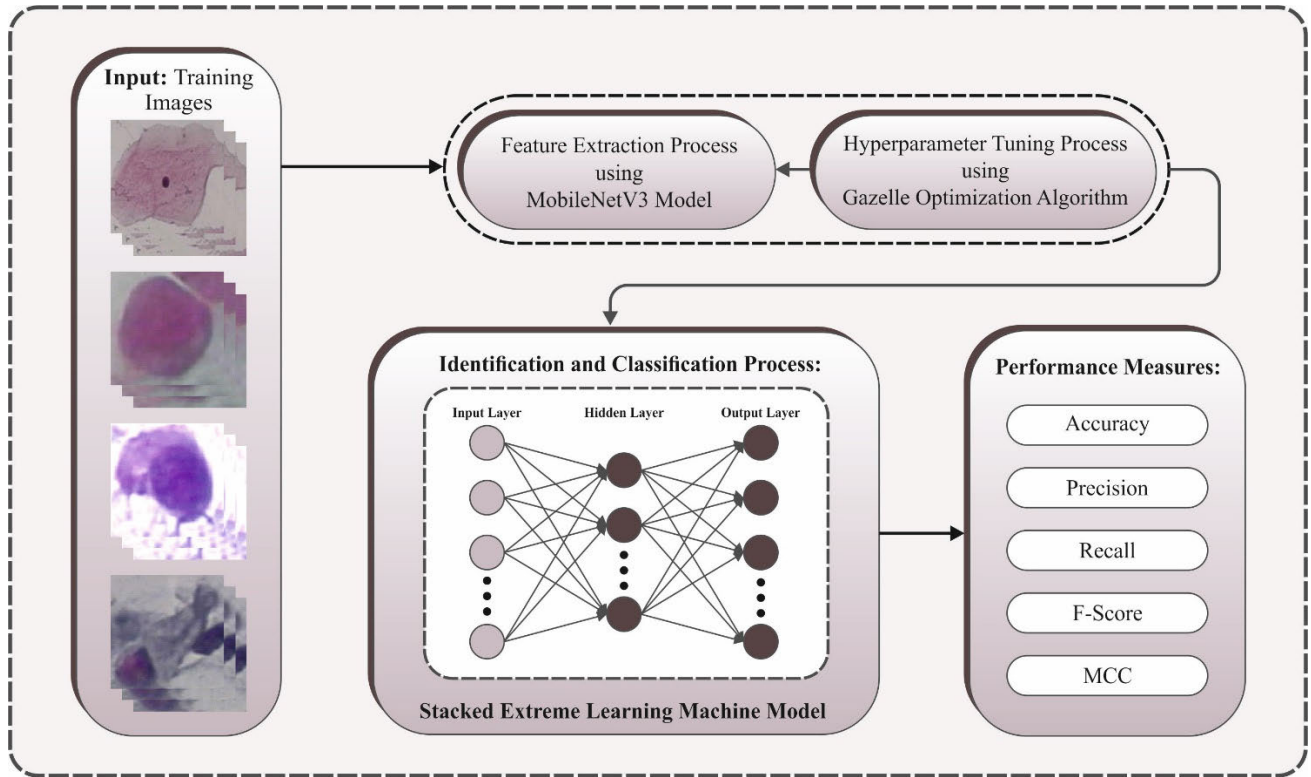 Input: Training
Images
Feature Extraction Process
using
MobileNetV3 Model
Hyperparameter Tuning Process
using
Gazelle Optimization Algorithm
Identification and Classification Process:
Input Layer
Hidden Layer
Output Layer
Stacked Extreme Learning Machine Model
Performance Measures:
Accuracy
Precision
Recall
F-Score
MCC